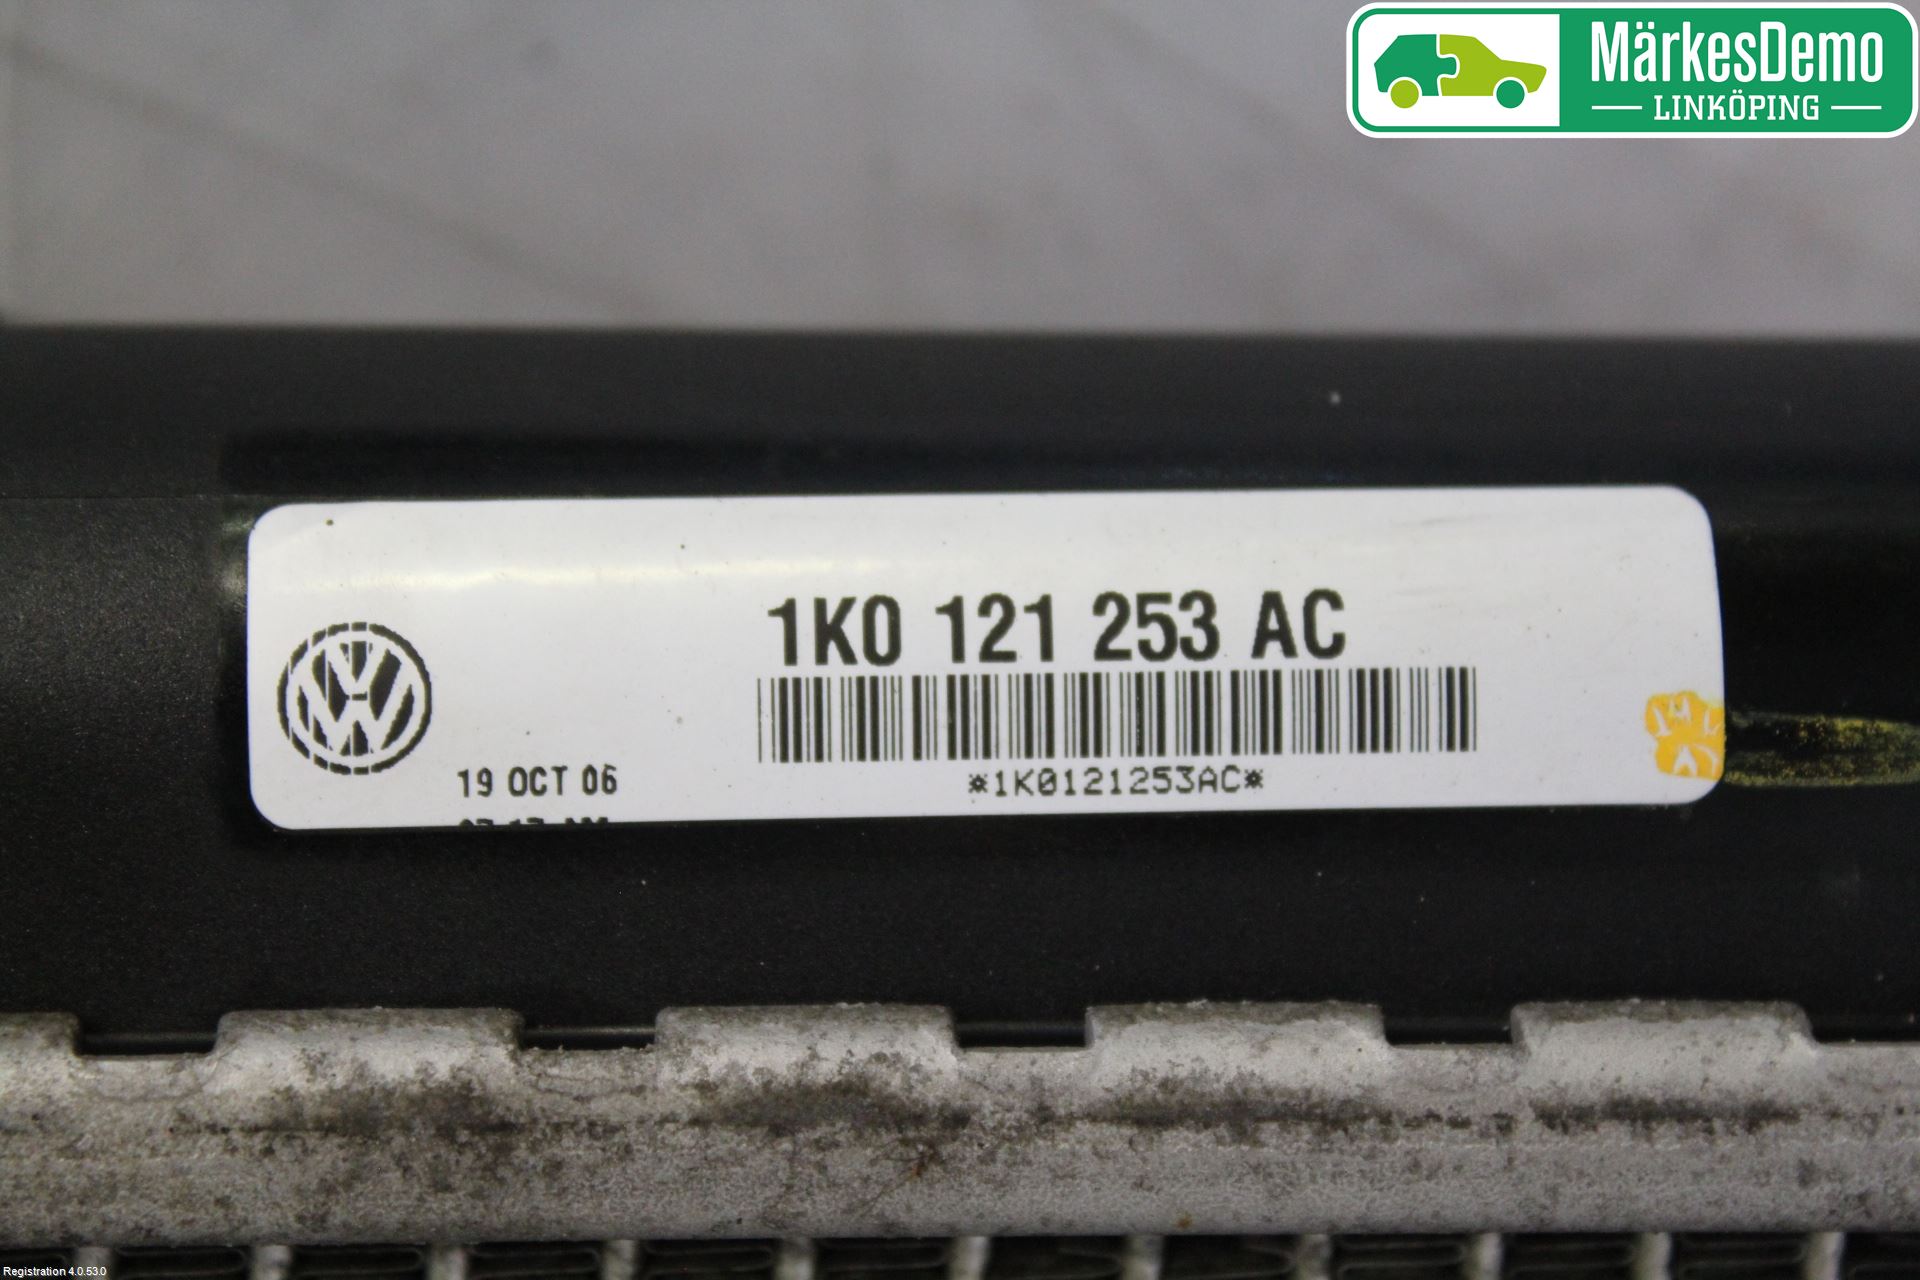 MärkesDemo
LINKÖPING
1K0 121 253 AC
19 OCT 06
*1K0121253AC*
Registration 4.0.53.0